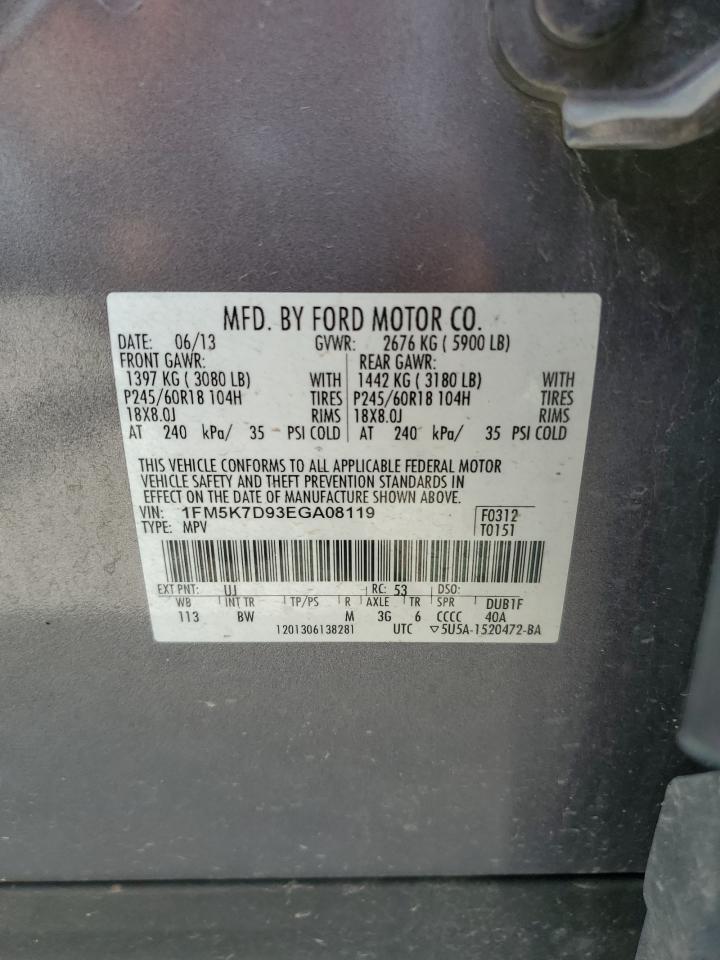 MFD. BY FORD MOTOR CO.
DATE: 06/13 GVWR: 2676 KG ( 5900 LB)
FRONT GAWR: REAR GAWR:
1397 KG ( 3080 LB) WITH 1442 KG ( 3180 LB) WITH
P245/60R18 104H TIRES P245/60R18 104H TIRES
18X8.0J RIMS 18X8.0J RIMS
AT 240 kPa/ 35 PSI COLD AT 240 kPa/ 35 PSI COLD
THIS VEHICLE CONFORMS TO ALL APPLICABLE FEDERAL MOTOR
VEHICLE SAFETY AND THEFT PREVENTION STANDARDS IN
EFFECT ON THE DATE OF MANUFACTURE SHOWN ABOVE.
VIN: 1FM5K7D93EGA08119 F0312
TYPE: MPV T0151
EXT PNT: UJ RC: 53 DSO:
WB INT TR TP/PS R AXLE TR SPR DUB1F
113 BW M 3G 6 CCCC 40A
1201306138281 UTC ▽5U5A-1520472-BA